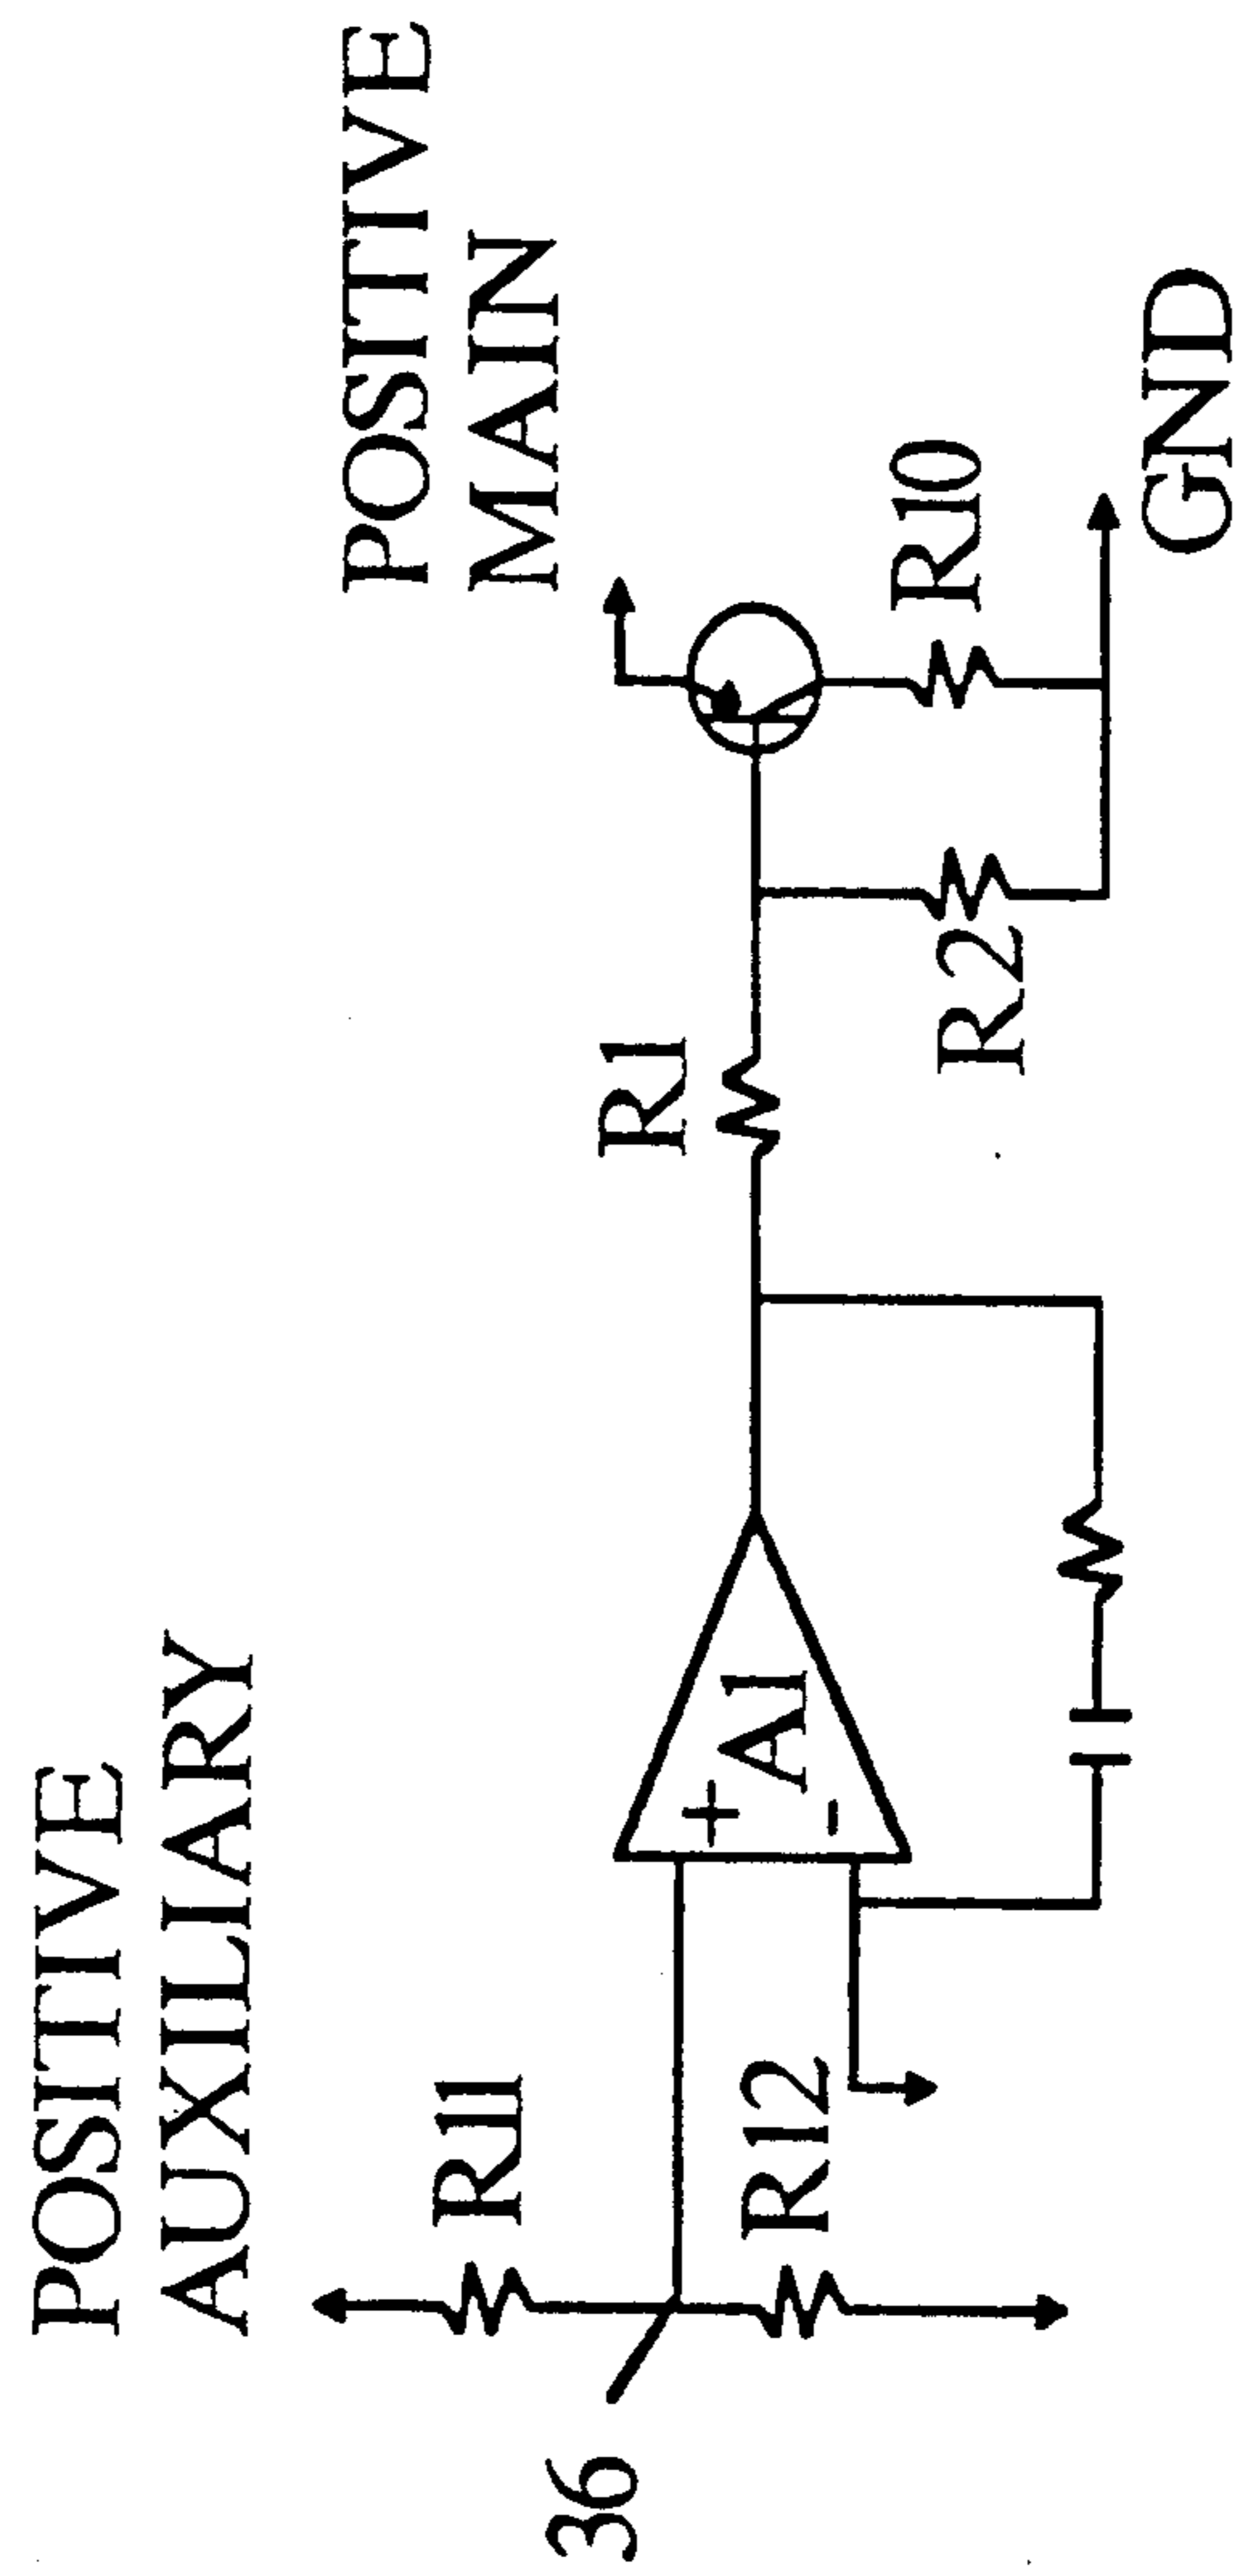 POSITIVE
AUXILIARY
POSITIVE
MAIN
R11
R1
+
A1
-
R12
R2
R10
36
GND